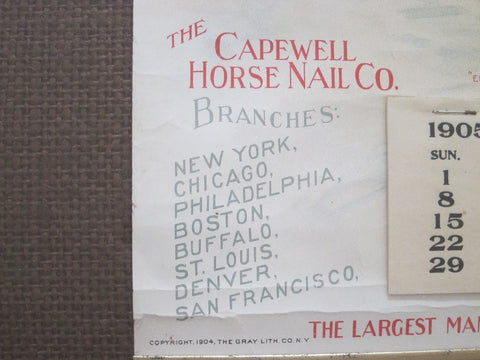 THE
CAPEWELL
HORSE NAIL CO.
BRANCHES:
NEW YORK,
CHICAGO,
PHILADELPHIA,
BOSTON,
BUFFALO,
ST. LOUIS,
DENVER,
SAN FRANCISCO.
COPYRIGHT, 1904, THE GRAY LITH. CO. N.Y.
THE LARGEST
1905
SUN.
1
8
15
22
29